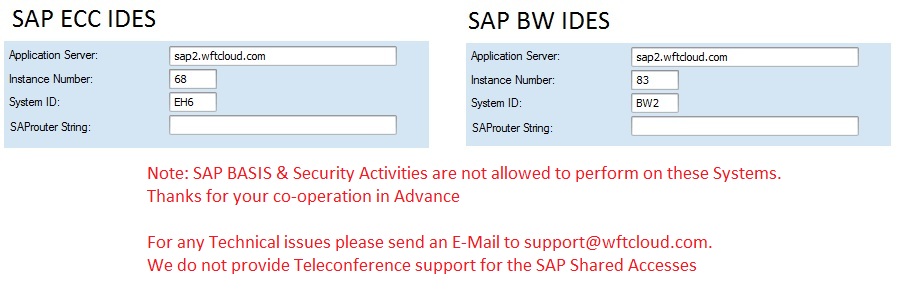 SAP ECC IDES
Application Server: sap2.wftcloud.com
Instance Number: 68
System ID: EH6
SAProuter String:
SAP BW IDES
Application Server: sap2.wftcloud.com
Instance Number: 83
System ID: BW2
SAProuter String:
Note: SAP BASIS & Security Activities are not allowed to perform on these Systems.
Thanks for your co-operation in Advance
For any Technical issues please send an E-Mail to support@wftcloud.com.
We do not provide Teleconference support for the SAP Shared Accesses